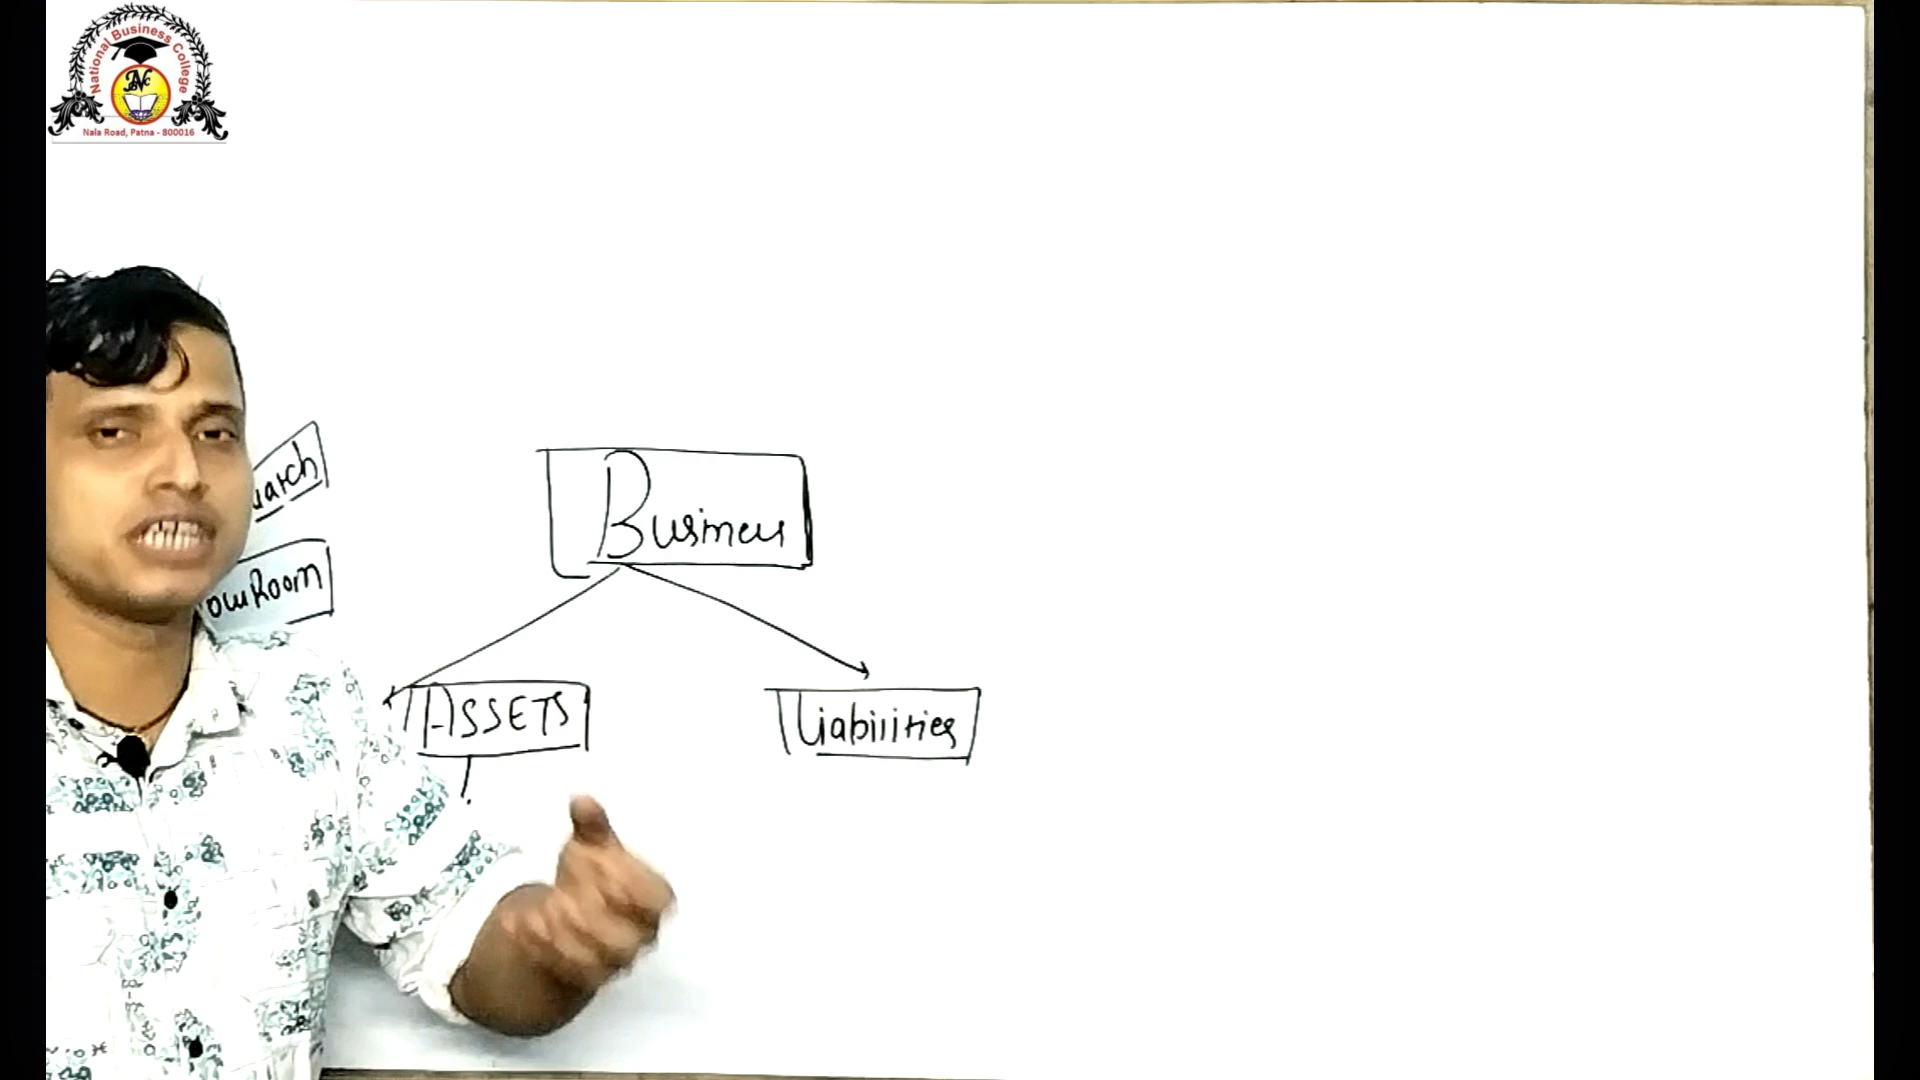 National Business College
Nala Road, Patna - 800016
Business
ASSETS
Liabilities